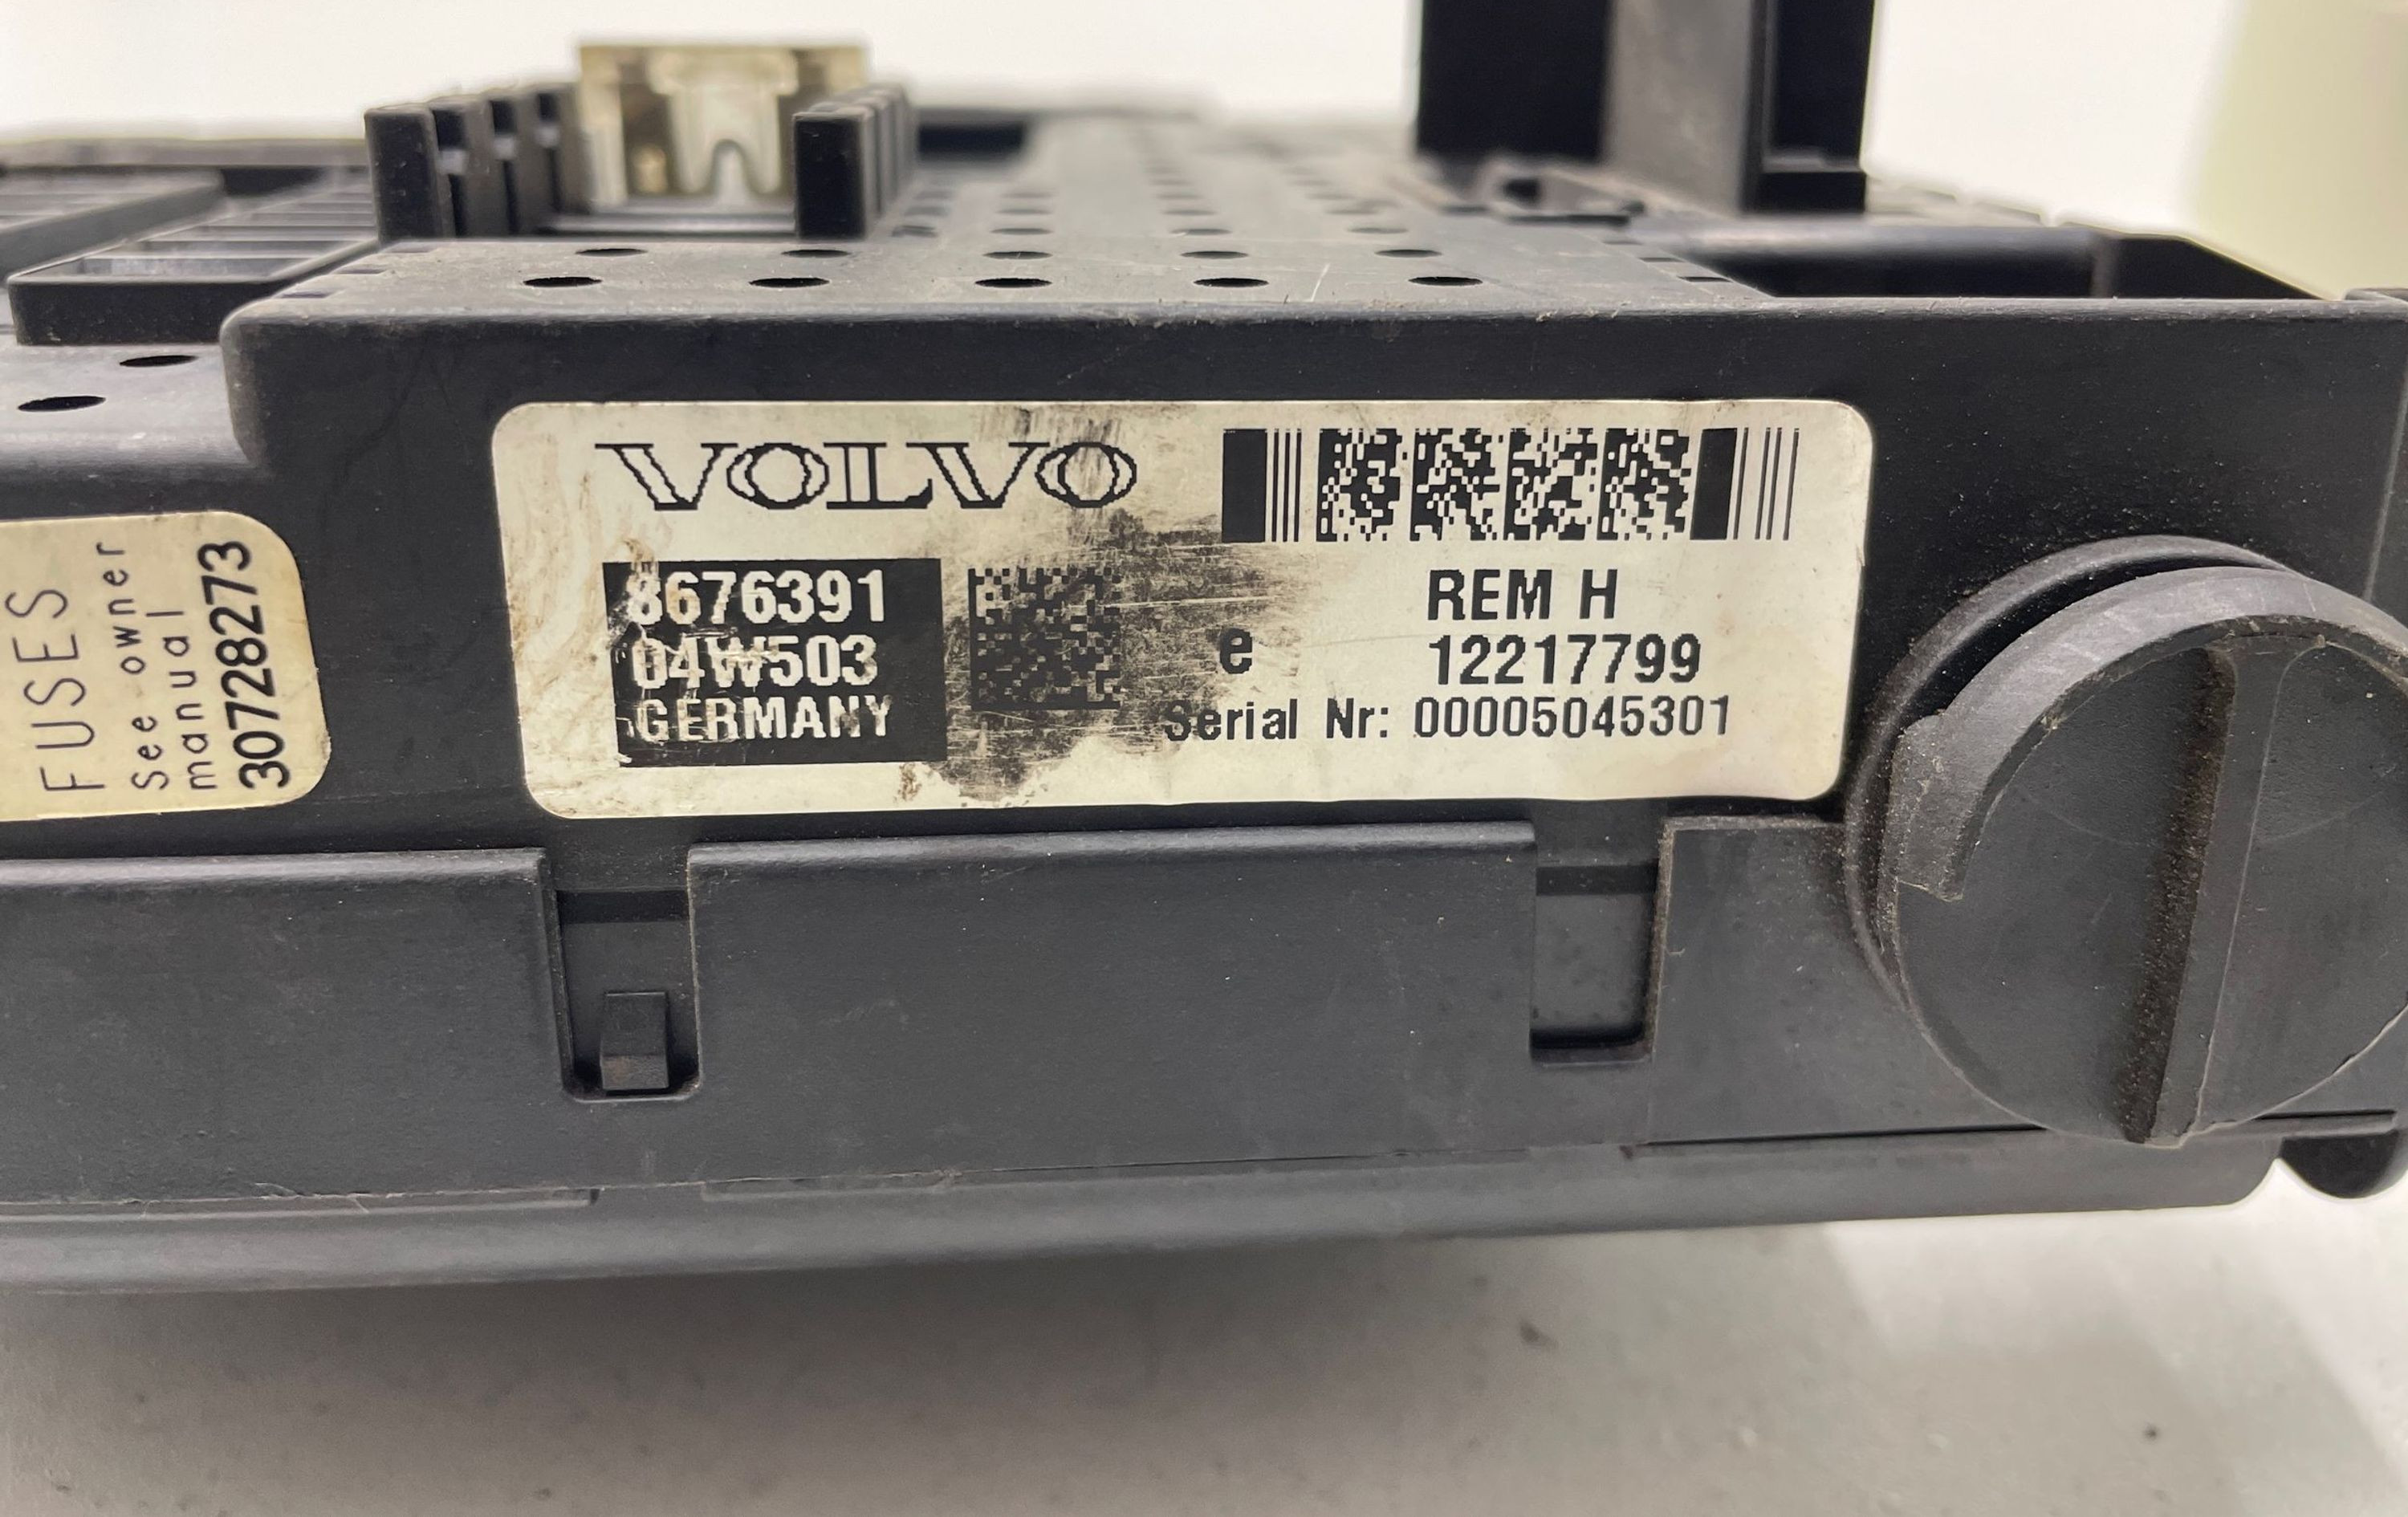 FUSES
See owner
manual
30728273
VOLVO
8676391
04W503
GERMANY
e
REM H
12217799
Serial Nr: 00005045301